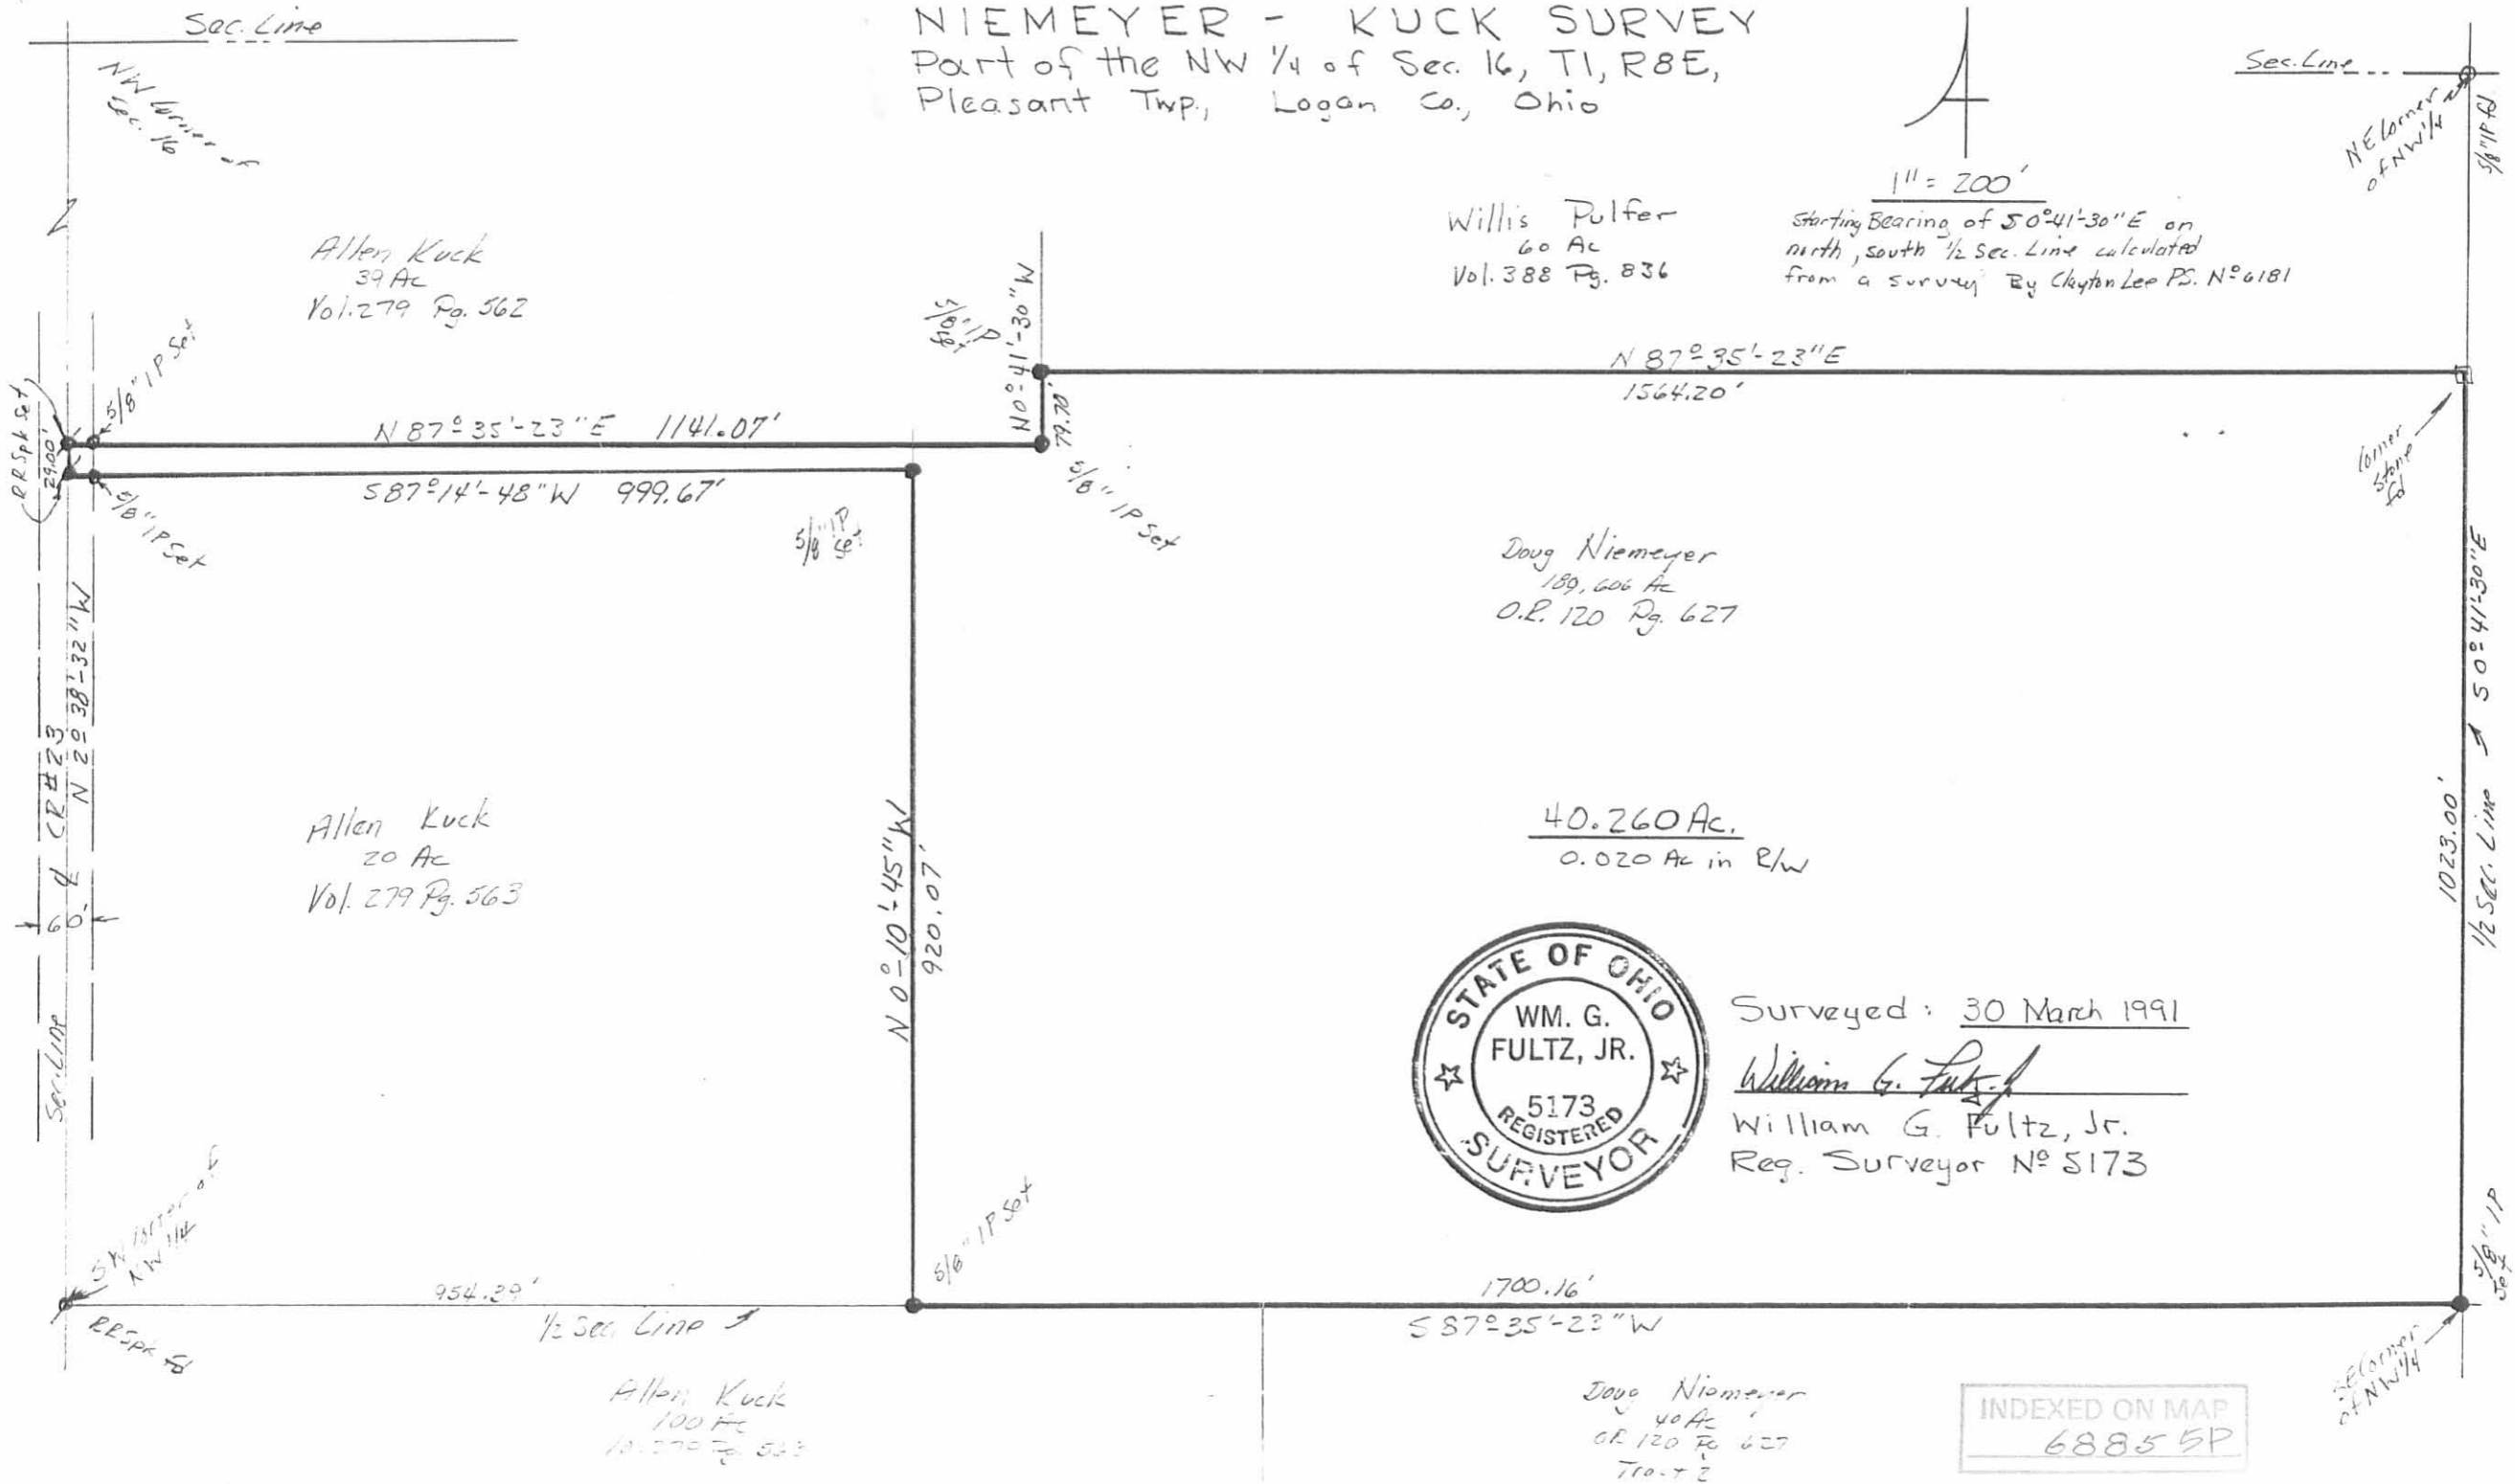 NIEMEYER - KUCK SURVEY
Part of the NW 1/4 of Sec. 16, T1, R8E,
Pleasant Twp., Logan Co., Ohio
Sec. Line
NW Corner of
Sec. 16
Sec. Line
NE Corner
of NW 1/4
5/8" IP fd
1" = 200'
Starting Bearing of S 0°-41'-30" E on
north, south 1/2 Sec. Line calculated
from a survey By Clayton Lee P.S. Nº 6181
Willis Pulfer
60 Ac
Vol. 388 Pg. 836
Allen Kuck
39 Ac
Vol. 279 Pg. 562
5/8" IP Set
N 0°-41'-30" W
79.70'
N 87°-35'-23" E
1564.20'
RR Spk Set
29.00'
5/8" IP Set
N 87°-35'-23" E 1141.07'
S 87°-14'-48" W 999.67'
5/8" IP Set
5/8" IP Set
5/8" IP Set
Corner
Stone
fd
Doug Niemeyer
189.606 Ac
O.R. 120 Pg. 627
S 0°-41'-30" E
1/2 Sec. Line
1023.00'
N 2°-38'-32" W
CR #23
60'
Sec. Line
Allen Kuck
20 Ac
Vol. 279 Pg. 563
N 0°-10'-45" W
920.07'
40.260 Ac.
0.020 Ac in R/W
STATE OF OHIO
WM. G.
FULTZ, JR.
5173
REGISTERED
SURVEYOR
Surveyed: 30 March 1991
William G. Fultz, Jr.
William G. Fultz, Jr.
Reg. Surveyor Nº 5173
SW Corner of
NW 1/4
RR Spk fd
954.29'
1/2 Sec. Line
5/8" IP Set
1700.16'
S 87°-35'-23" W
5/8" IP
Set
SE Corner
of NW 1/4
Allen Kuck
100 Ac
Doug Niemeyer
40 Ac
OR 120 Pg 627
Tract 2
INDEXED ON MAP
6885 5P